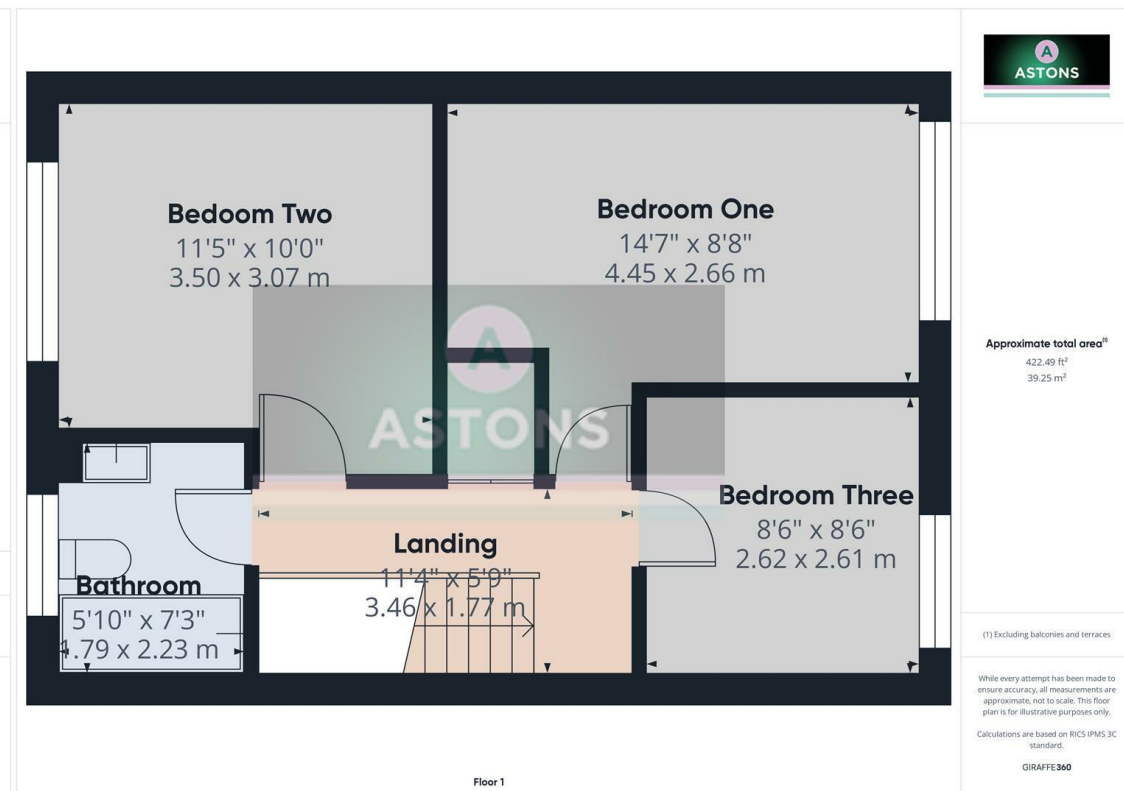 A
ASTONS
Bedoom Two
11'5" x 10'0"
3.50 x 3.07 m
Bedroom One
14'7" x 8'8"
4.45 x 2.66 m
A
ASTONS
Bedroom Three
8'6" x 8'6"
2.62 x 2.61 m
Landing
11'4" x 5'9"
3.46 x 1.77 m
Bathroom
5'10" x 7'3"
1.79 x 2.23 m
Floor 1
Approximate total area⁽¹⁾
422.49 ft²
39.25 m²
(1) Excluding balconies and terraces
While every attempt has been made to
ensure accuracy, all measurements are
approximate, not to scale. This floor
plan is for illustrative purposes only.
Calculations are based on RICS IPMS 3C
standard.
GIRAFFE360